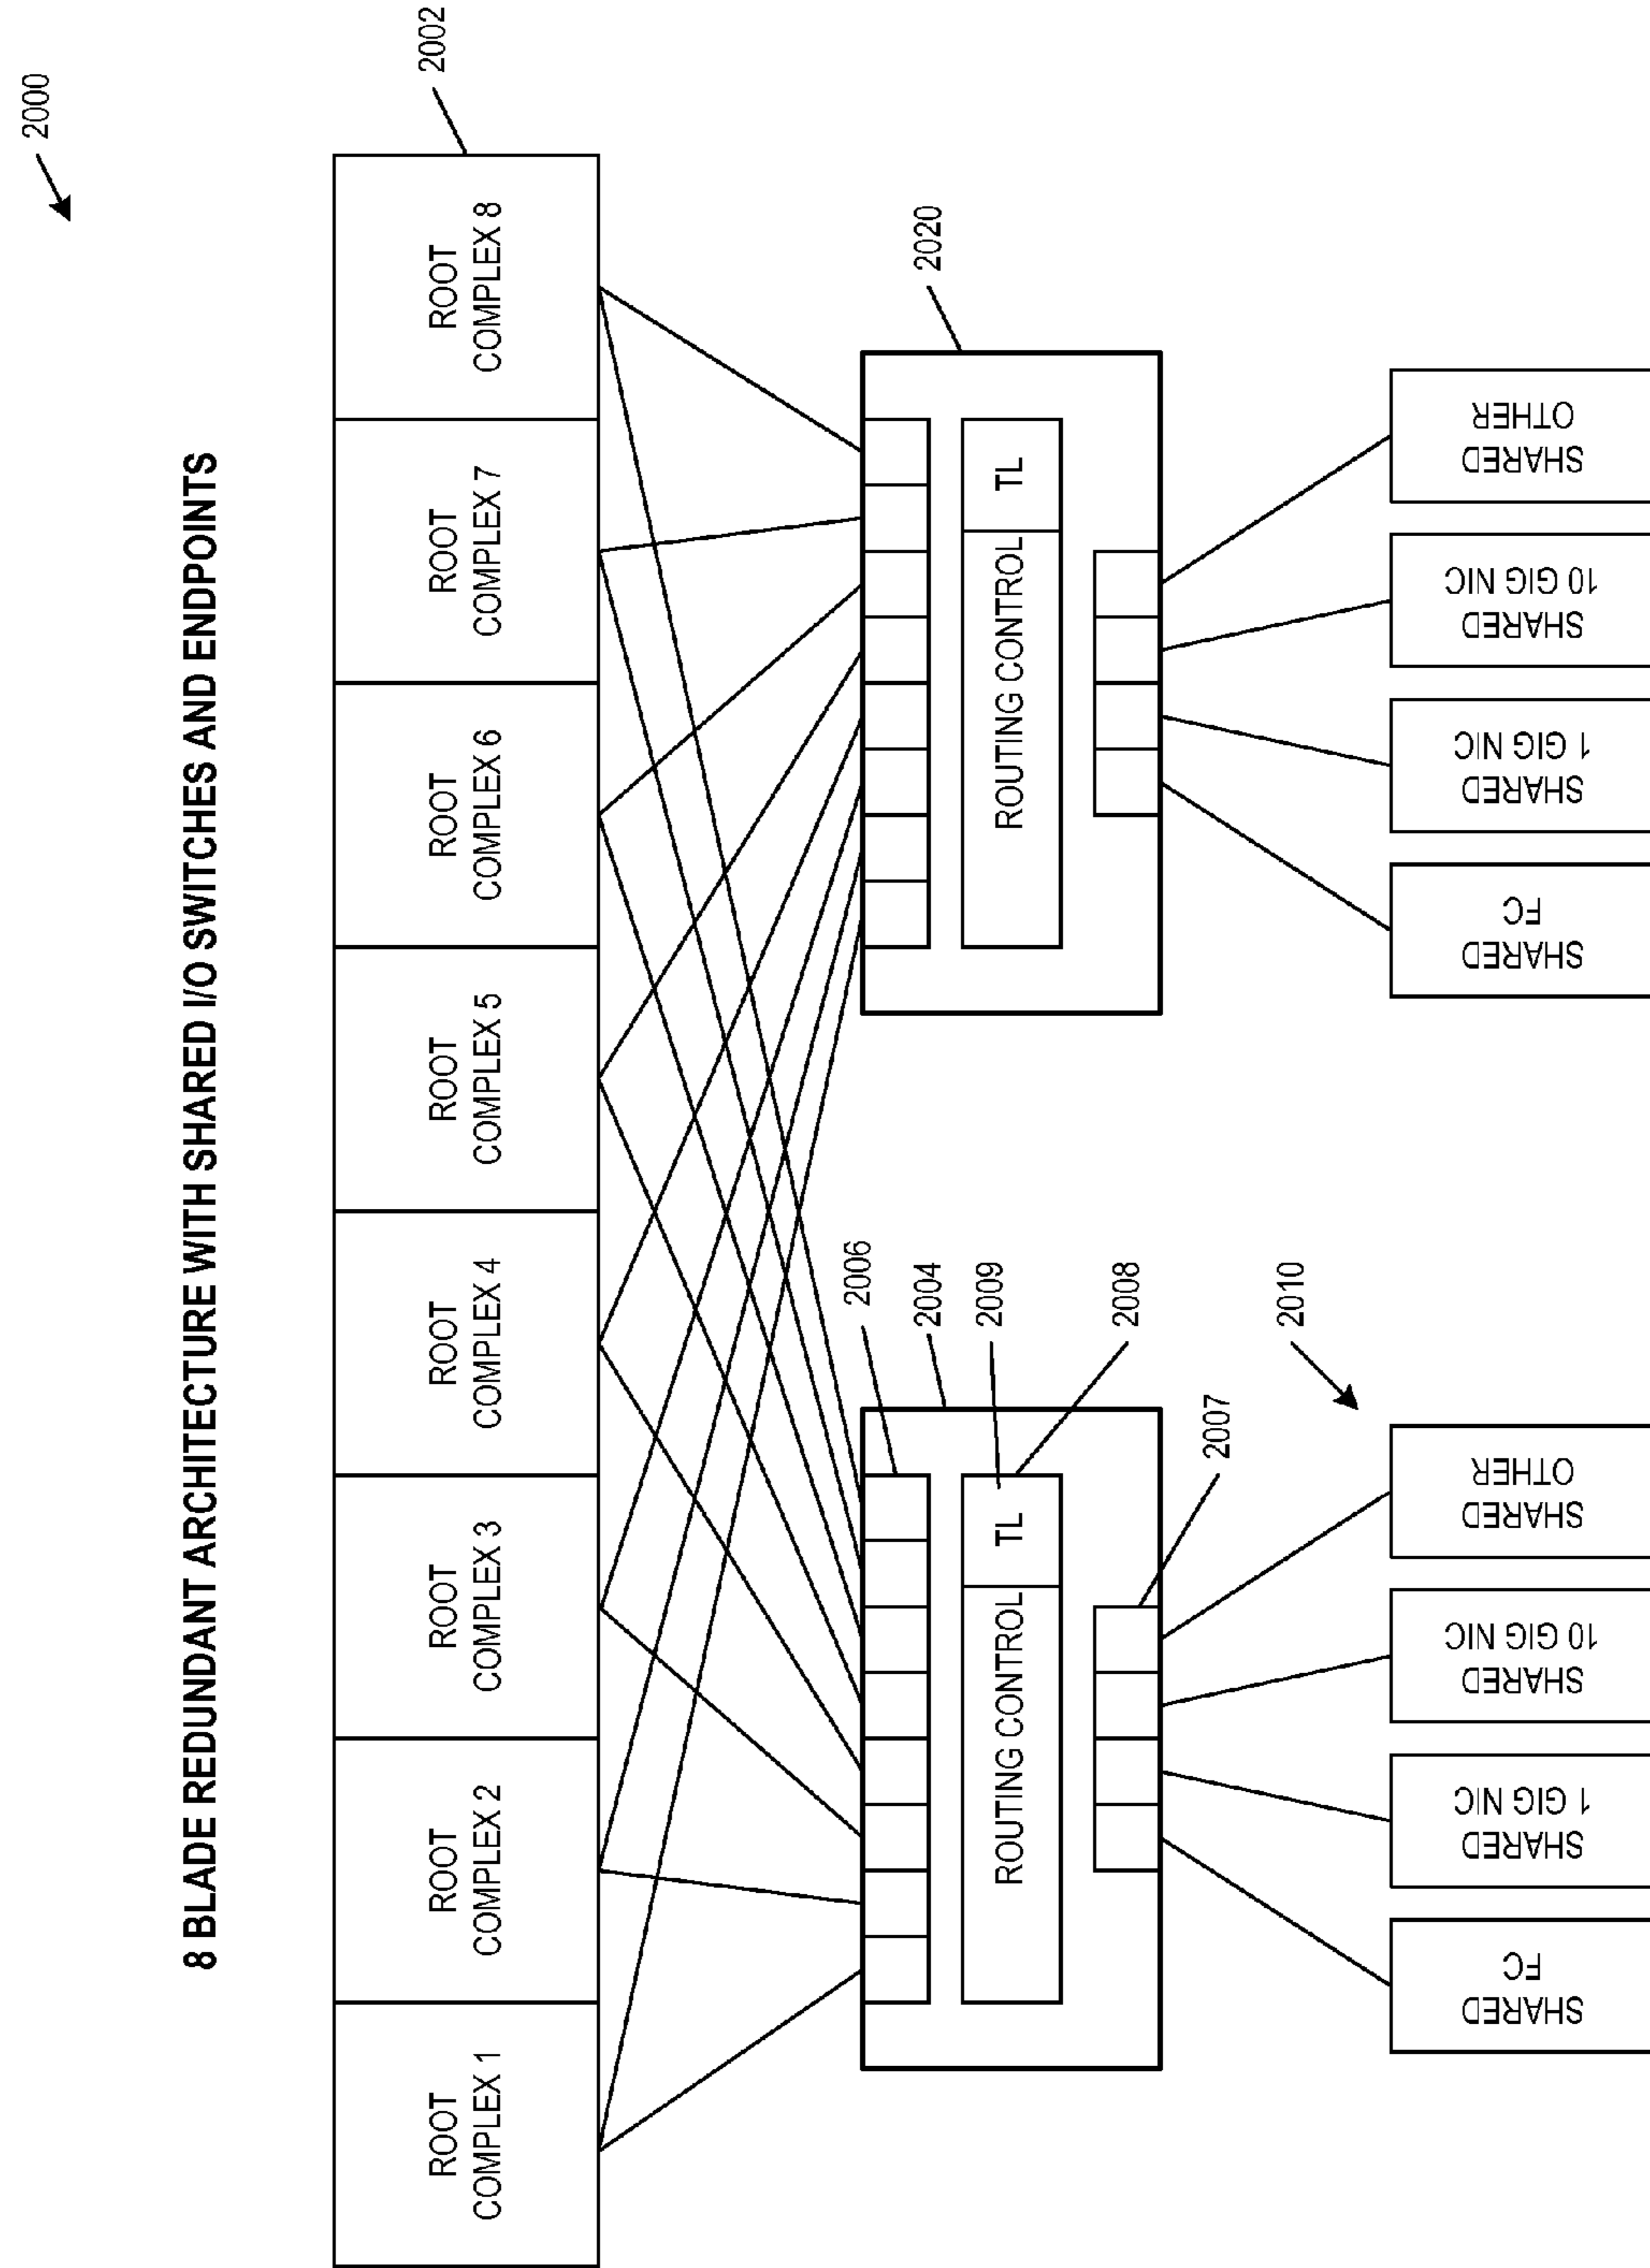 2000
8 BLADE REDUNDANT ARCHITECTURE WITH SHARED I/O SWITCHES AND ENDPOINTS
2002
ROOT
COMPLEX 1
ROOT
COMPLEX 2
ROOT
COMPLEX 3
ROOT
COMPLEX 4
ROOT
COMPLEX 5
ROOT
COMPLEX 6
ROOT
COMPLEX 7
ROOT
COMPLEX 8
2006
2004
2009
2008
2007
2020
ROUTING CONTROL
TL
ROUTING CONTROL
TL
2010
SHARED
FC
SHARED
1 GIG NIC
SHARED
10 GIG NIC
SHARED
OTHER
SHARED
FC
SHARED
1 GIG NIC
SHARED
10 GIG NIC
SHARED
OTHER